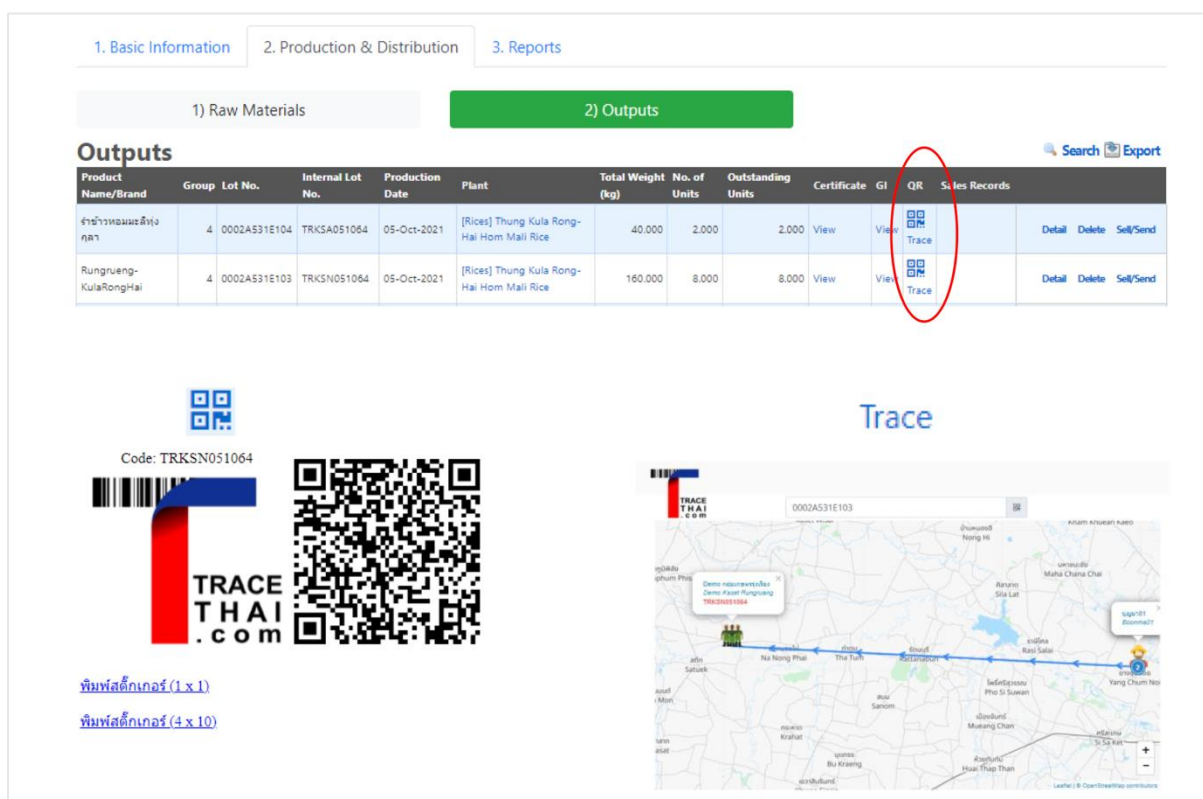 1. Basic Information 2. Production & Distribution 3. Reports
1) Raw Materials 2) Outputs
Outputs
Search Export
Product Name/Brand Group Lot No. Internal Lot No. Production Date Plant Total Weight (kg) No. of Units Outstanding Units Certificate GI QR Sales Records
รำข้าวหอมมะลิทุ่งกุลา 4 0002A531E104 TRKSA051064 05-Oct-2021 [Rices] Thung Kula Rong-Hai Hom Mali Rice 40.000 2.000 2.000 View View Trace Detail Delete Sell/Send
Rungrueng-KulaRongHai 4 0002A531E103 TRKSN051064 05-Oct-2021 [Rices] Thung Kula Rong-Hai Hom Mali Rice 160.000 8.000 8.000 View View Trace Detail Delete Sell/Send
Trace
Code: TRKSN051064
TRACE
THAI
.com
พิมพ์สติ๊กเกอร์ (1 x 1)
พิมพ์สติ๊กเกอร์ (4 x 10)
TRACE
THAI
.com
0002A531E103
Kham Khuean Kaeo
Nong Hi
Maha Chana Chai
Demo Kaset Rungrueng
TRKSN051064
Sila Lat
Rasi Salai
Na Nong Phai
Tha Tum
Rattanaburi
Satuek
Yang Chum No
Pho Si Suwan
Sanom
Mueang Chan
Krahat
Si Sa Ket
Bu Kraeng
Huai Thap Than
2
+
−
Leaflet | © OpenStreetMap contributors